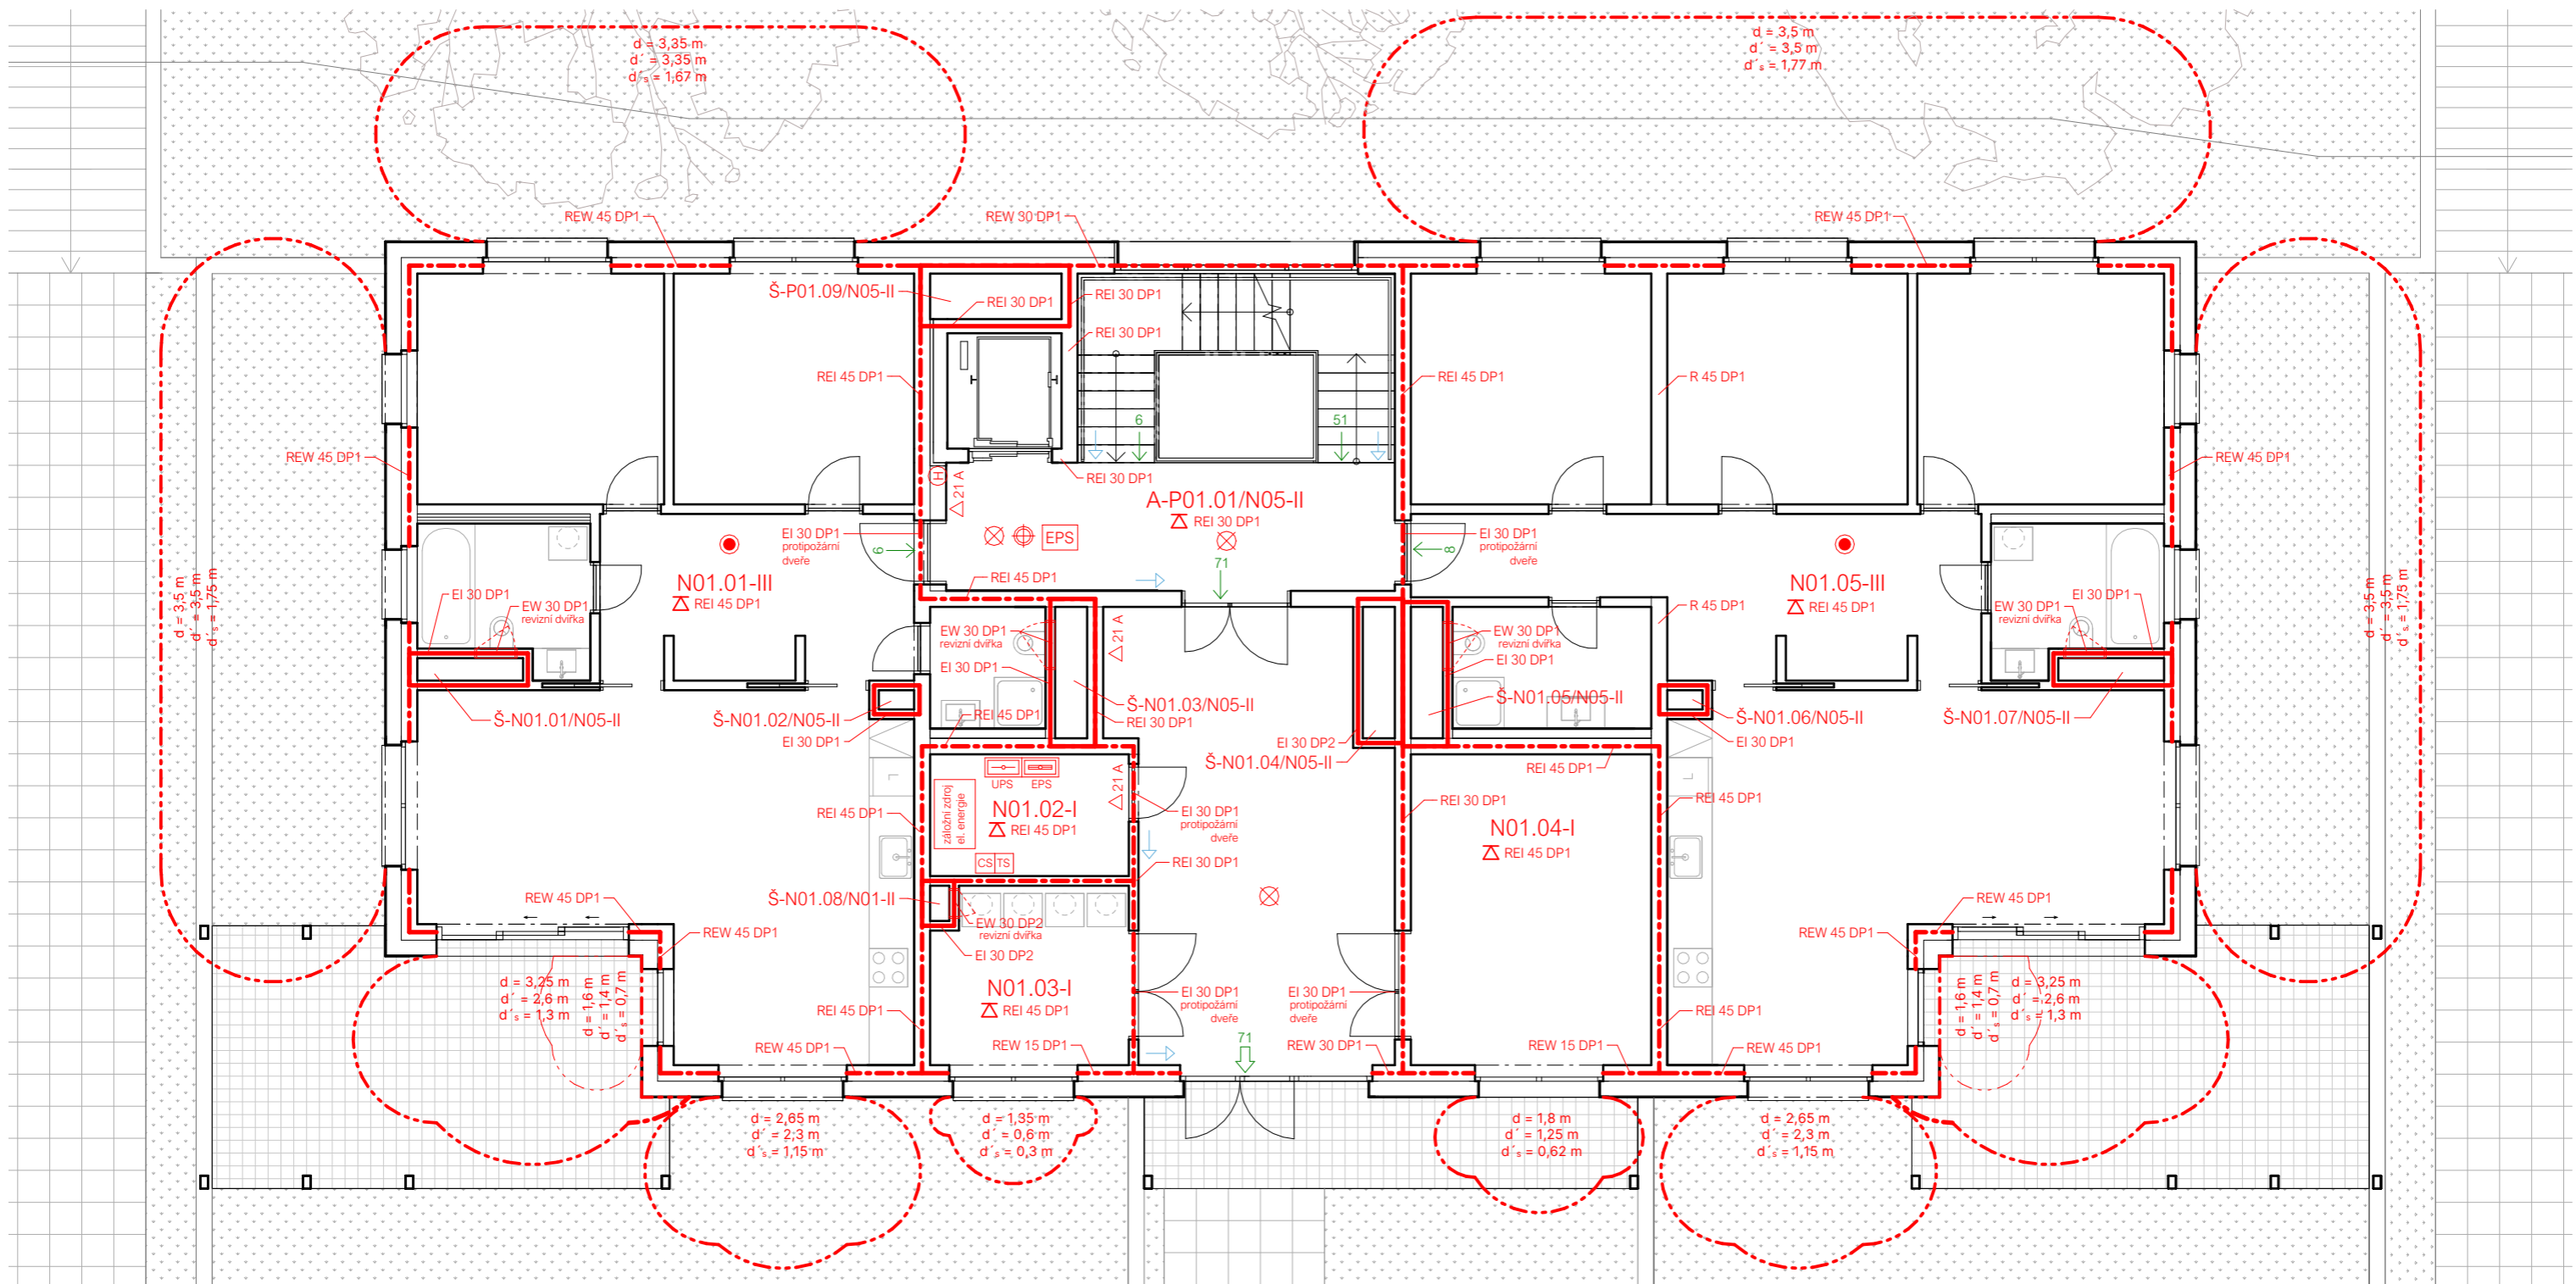 d = 3,35 m
d´ = 3,35 m
d´s = 1,67 m
d = 3,5 m
d´ = 3,5 m
d´s = 1,77 m
REW 45 DP1
REW 30 DP1
REW 45 DP1
Š-P01.09/N05-II
REI 30 DP1
REI 30 DP1
REI 30 DP1
REI 45 DP1
REI 45 DP1
R 45 DP1
6
51
REW 45 DP1
REW 45 DP1
H
21 A
REI 30 DP1
A-P01.01/N05-II
REI 30 DP1
EPS
EI 30 DP1
protipožární
dveře
6
8
EI 30 DP1
protipožární
dveře
71
N01.01-III
REI 45 DP1
N01.05-III
REI 45 DP1
REI 45 DP1
d = 3,5 m
d´ = 3,5 m
d´s = 1,75 m
d = 3,5 m
d´ = 3,5 m
d´s = 1,75 m
EI 30 DP1
EW 30 DP1
revizní dvířka
EW 30 DP1
revizní dvířka
EI 30 DP1
21 A
EW 30 DP1
revizní dvířka
EI 30 DP1
R 45 DP1
EW 30 DP1
revizní dvířka
EI 30 DP1
Š-N01.01/N05-II
Š-N01.02/N05-II
EI 30 DP1
REI 45 DP1
Š-N01.03/N05-II
REI 30 DP1
EI 30 DP2
Š-N01.04/N05-II
Š-N01.05/N05-II
Š-N01.06/N05-II
EI 30 DP1
Š-N01.07/N05-II
REI 45 DP1
UPS
EPS
záložní zdroj
el. energie
N01.02-I
REI 45 DP1
CS TS
21 A
EI 30 DP1
protipožární
dveře
REI 45 DP1
REI 30 DP1
REI 30 DP1
N01.04-I
REI 45 DP1
REI 45 DP1
Š-N01.08/N01-II
EW 30 DP2
revizní dvířka
EI 30 DP2
REW 45 DP1
REW 45 DP1
REW 45 DP1
REW 45 DP1
N01.03-I
REI 45 DP1
EI 30 DP1
protipožární
dveře
EI 30 DP1
protipožární
dveře
d = 3,25 m
d´ = 2,6 m
d´s = 1,3 m
d = 1,6 m
d´ = 1,4 m
d´s = 0,7 m
d = 1,6 m
d´ = 1,4 m
d´s = 0,7 m
d = 3,25 m
d´ = 2,6 m
d´s = 1,3 m
REI 45 DP1
REI 45 DP1
REW 45 DP1
REW 15 DP1
71
REW 30 DP1
REW 15 DP1
REW 45 DP1
d = 2,65 m
d´ = 2,3 m
d´s = 1,15 m
d = 1,35 m
d´ = 0,6 m
d´s = 0,3 m
d = 1,8 m
d´ = 1,25 m
d´s = 0,62 m
d = 2,65 m
d´ = 2,3 m
d´s = 1,15 m